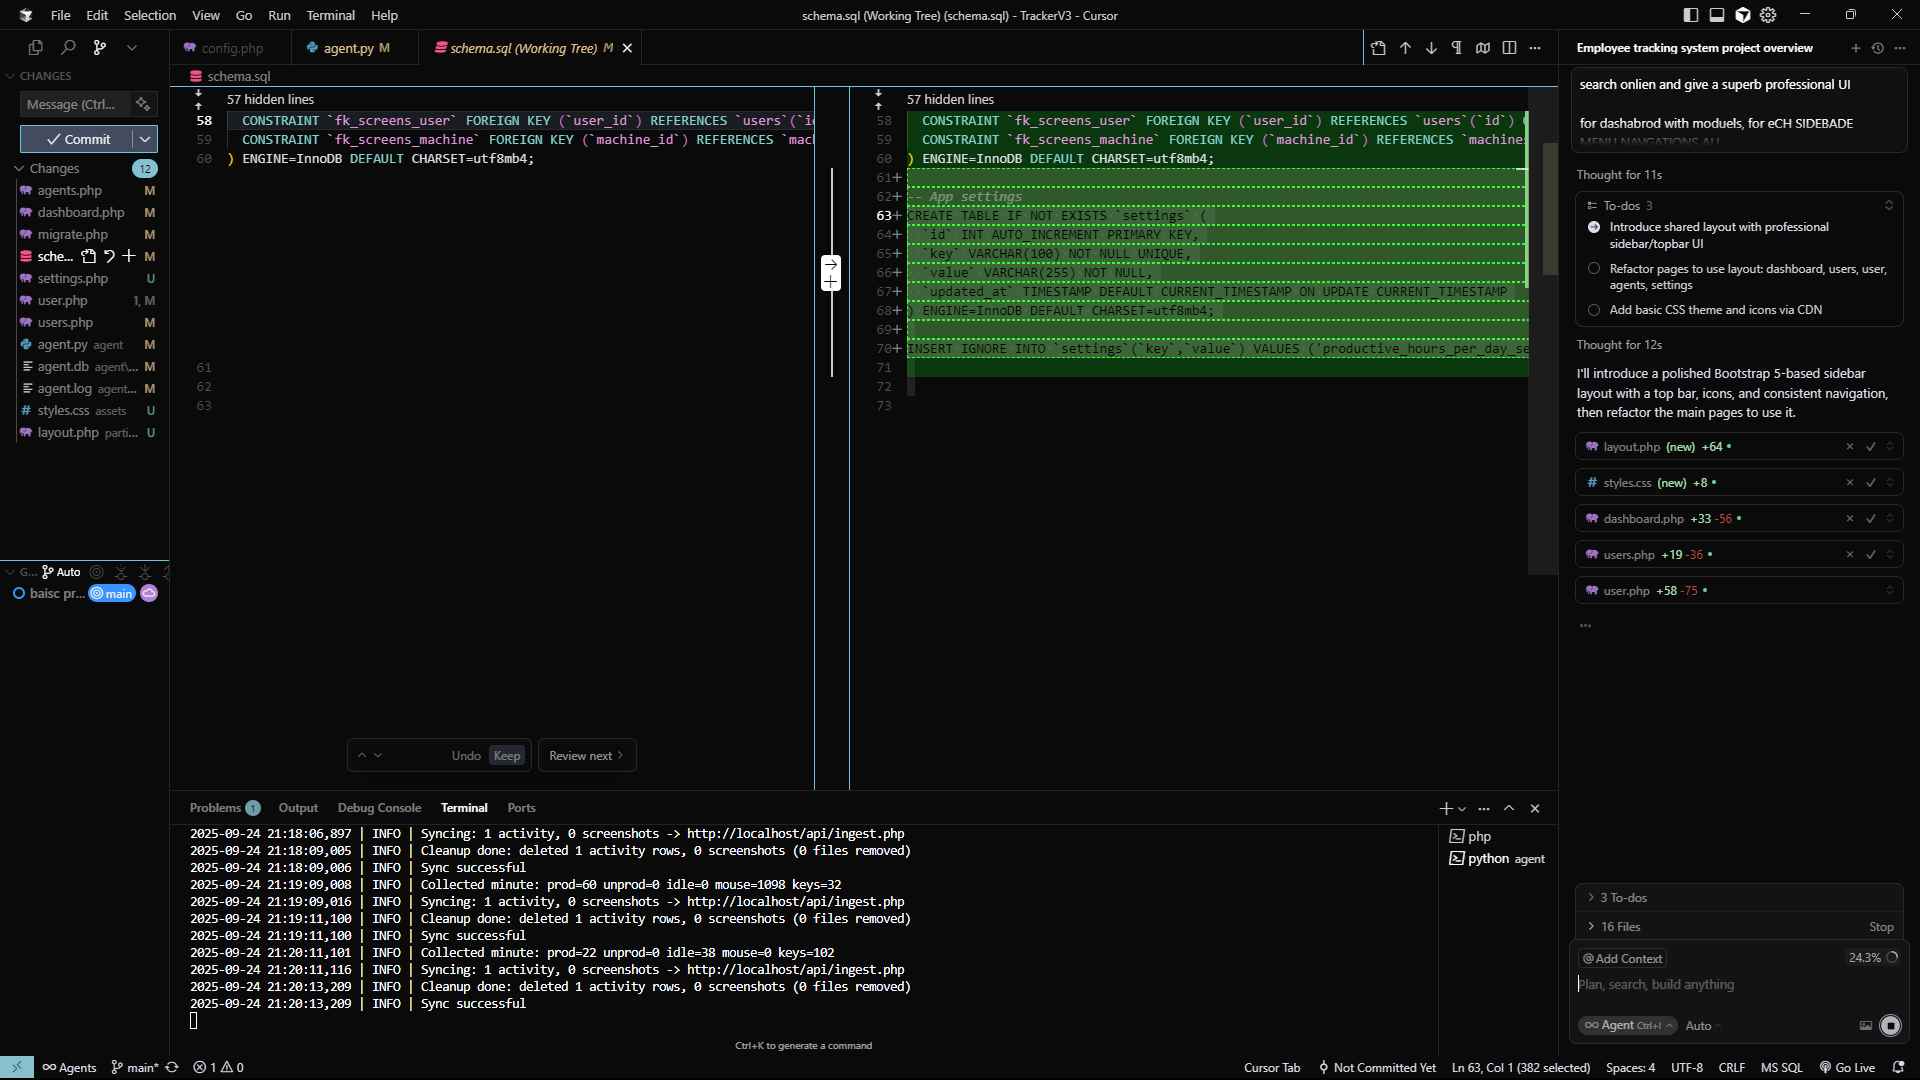 File Edit Selection View Go Run Terminal Help
schema.sql (Working Tree) (schema.sql) - TrackerV3 - Cursor
config.php
agent.py M
schema.sql (Working Tree) M
CHANGES
Message (Ctrl...
Commit
Changes 12
agents.php M
dashboard.php M
migrate.php M
sche... M
settings.php U
user.php 1, M
users.php M
agent.py agent M
agent.db agent\... M
agent.log agent... M
styles.css assets U
layout.php parti... U
G... Auto
baisc pr... main
schema.sql
57 hidden lines
58 CONSTRAINT `fk_screens_user` FOREIGN KEY (`user_id`) REFERENCES `users`(`i
59 CONSTRAINT `fk_screens_machine` FOREIGN KEY (`machine_id`) REFERENCES `mac
60 ) ENGINE=InnoDB DEFAULT CHARSET=utf8mb4;
61
62
63
57 hidden lines
58 CONSTRAINT `fk_screens_user` FOREIGN KEY (`user_id`) REFERENCES `users`(`id`)
59 CONSTRAINT `fk_screens_machine` FOREIGN KEY (`machine_id`) REFERENCES `machine
60 ) ENGINE=InnoDB DEFAULT CHARSET=utf8mb4;
61+
62+ -- App settings
63+ CREATE TABLE IF NOT EXISTS `settings` (
64+ `id` INT AUTO_INCREMENT PRIMARY KEY,
65+ `key` VARCHAR(100) NOT NULL UNIQUE,
66+ `value` VARCHAR(255) NOT NULL,
67+ `updated_at` TIMESTAMP DEFAULT CURRENT_TIMESTAMP ON UPDATE CURRENT_TIMESTAMP
68+ ) ENGINE=InnoDB DEFAULT CHARSET=utf8mb4;
69+
70+ INSERT IGNORE INTO `settings`(`key`,`value`) VALUES ('productive_hours_per_day_se
71
72
73
Undo Keep Review next
Problems 1 Output Debug Console Terminal Ports
2025-09-24 21:18:06,897 | INFO | Syncing: 1 activity, 0 screenshots -> http://localhost/api/ingest.php
2025-09-24 21:18:09,005 | INFO | Cleanup done: deleted 1 activity rows, 0 screenshots (0 files removed)
2025-09-24 21:18:09,006 | INFO | Sync successful
2025-09-24 21:19:09,008 | INFO | Collected minute: prod=60 unprod=0 idle=0 mouse=1098 keys=32
2025-09-24 21:19:09,016 | INFO | Syncing: 1 activity, 0 screenshots -> http://localhost/api/ingest.php
2025-09-24 21:19:11,100 | INFO | Cleanup done: deleted 1 activity rows, 0 screenshots (0 files removed)
2025-09-24 21:19:11,100 | INFO | Sync successful
2025-09-24 21:20:11,101 | INFO | Collected minute: prod=22 unprod=0 idle=38 mouse=0 keys=102
2025-09-24 21:20:11,116 | INFO | Syncing: 1 activity, 0 screenshots -> http://localhost/api/ingest.php
2025-09-24 21:20:13,209 | INFO | Cleanup done: deleted 1 activity rows, 0 screenshots (0 files removed)
2025-09-24 21:20:13,209 | INFO | Sync successful
Ctrl+K to generate a command
php
python agent
Employee tracking system project overview
search onlien and give a superb professional UI
for dashabrod with moduels, for eCH SIDEBADE
MENU NAVGATIONS ALL
Thought for 11s
To-dos 3
Introduce shared layout with professional
sidebar/topbar UI
Refactor pages to use layout: dashboard, users, user,
agents, settings
Add basic CSS theme and icons via CDN
Thought for 12s
I'll introduce a polished Bootstrap 5-based sidebar
layout with a top bar, icons, and consistent navigation,
then refactor the main pages to use it.
layout.php (new) +64
styles.css (new) +8
dashboard.php +33 -56
users.php +19 -36
user.php +58 -75
3 To-dos
16 Files Stop
@ Add Context 24.3%
Plan, search, build anything
Agent Ctrl+I Auto
Agents main* 1 0
Cursor Tab Not Committed Yet Ln 63, Col 1 (382 selected) Spaces: 4 UTF-8 CRLF MS SQL Go Live